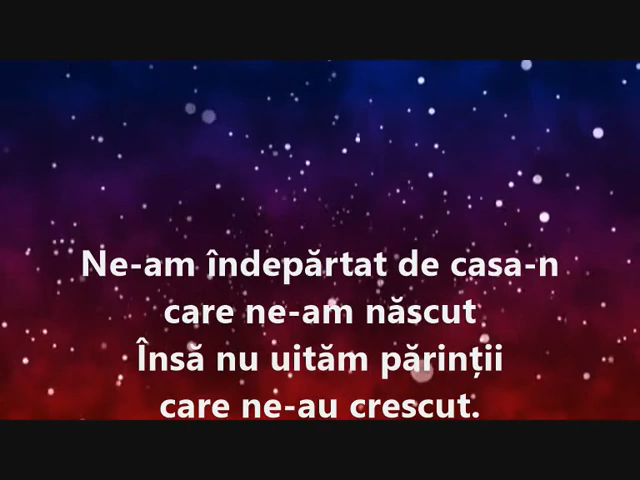 Ne-am îndepărtat de casa-n
care ne-am născut
Însă nu uităm părinții
care ne-au crescut.